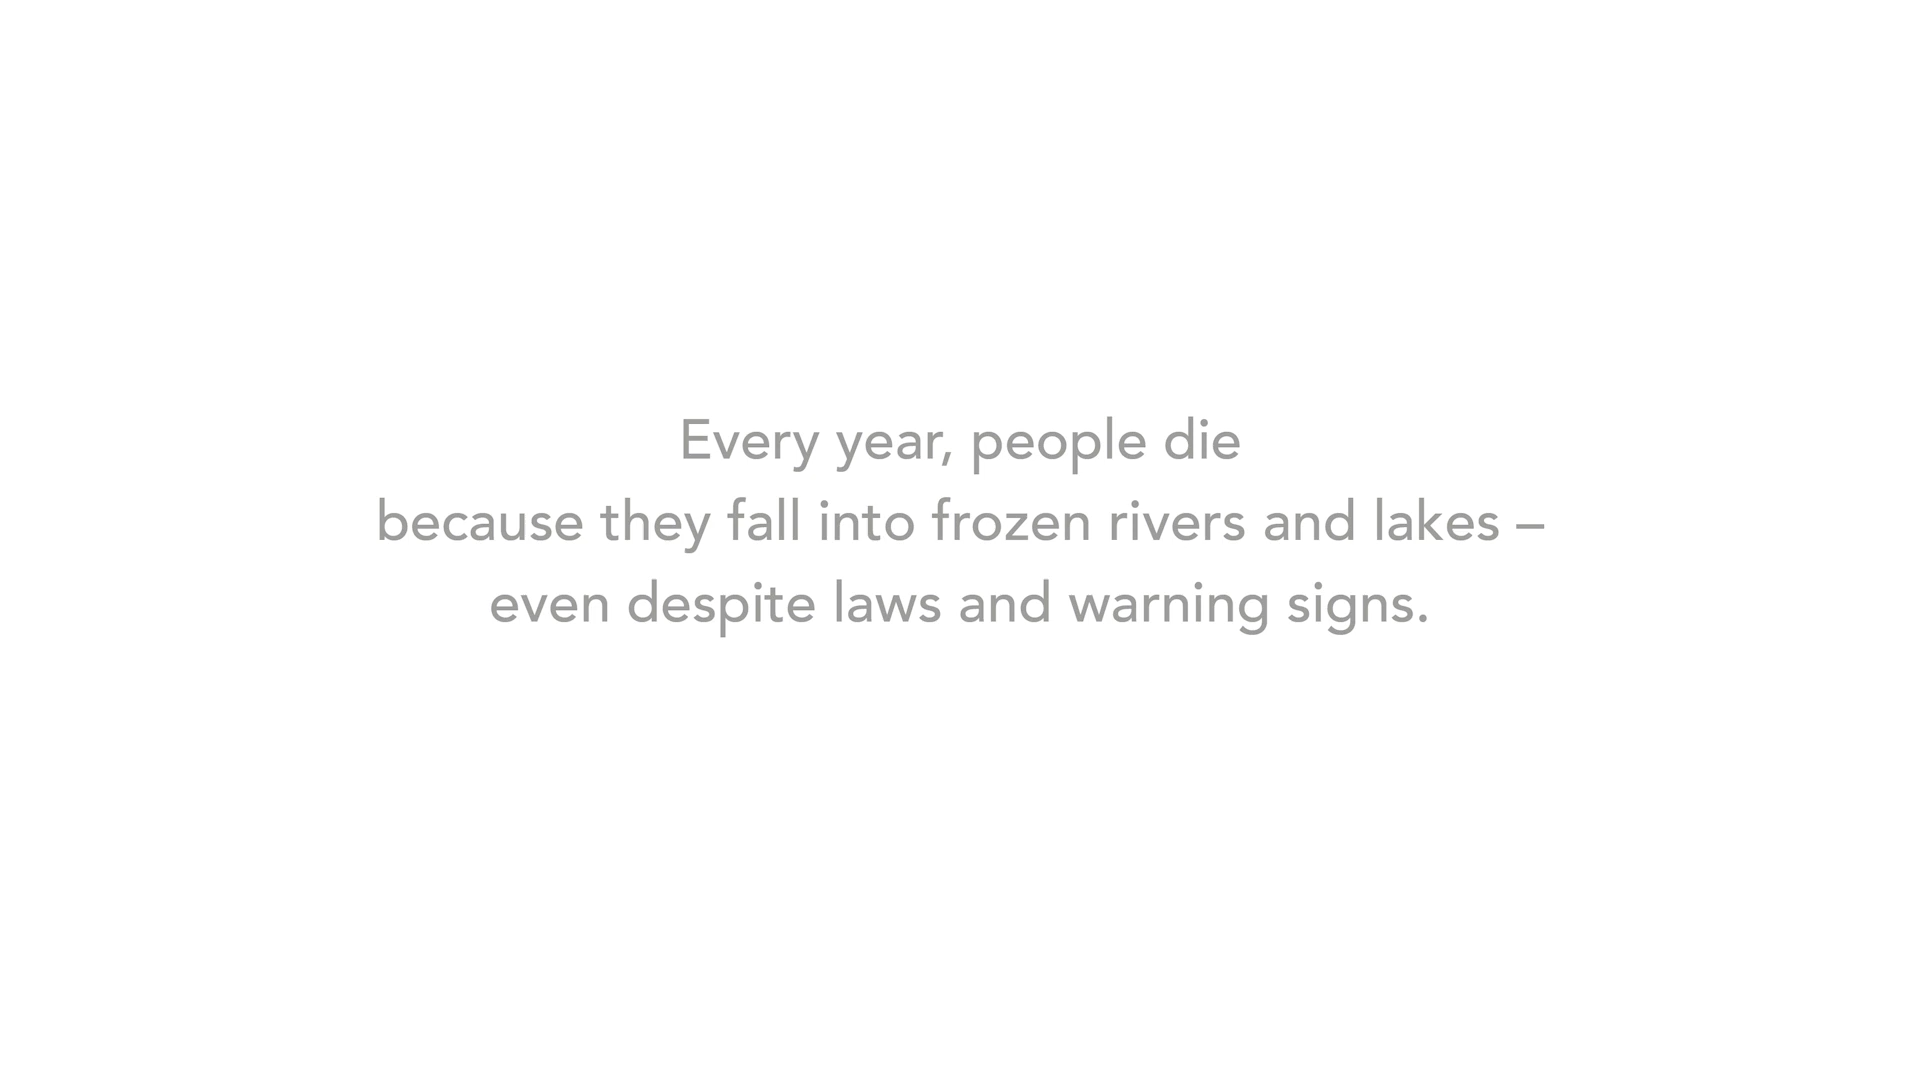 Every year, people die
because they fall into frozen rivers and lakes –
even despite laws and warning signs.